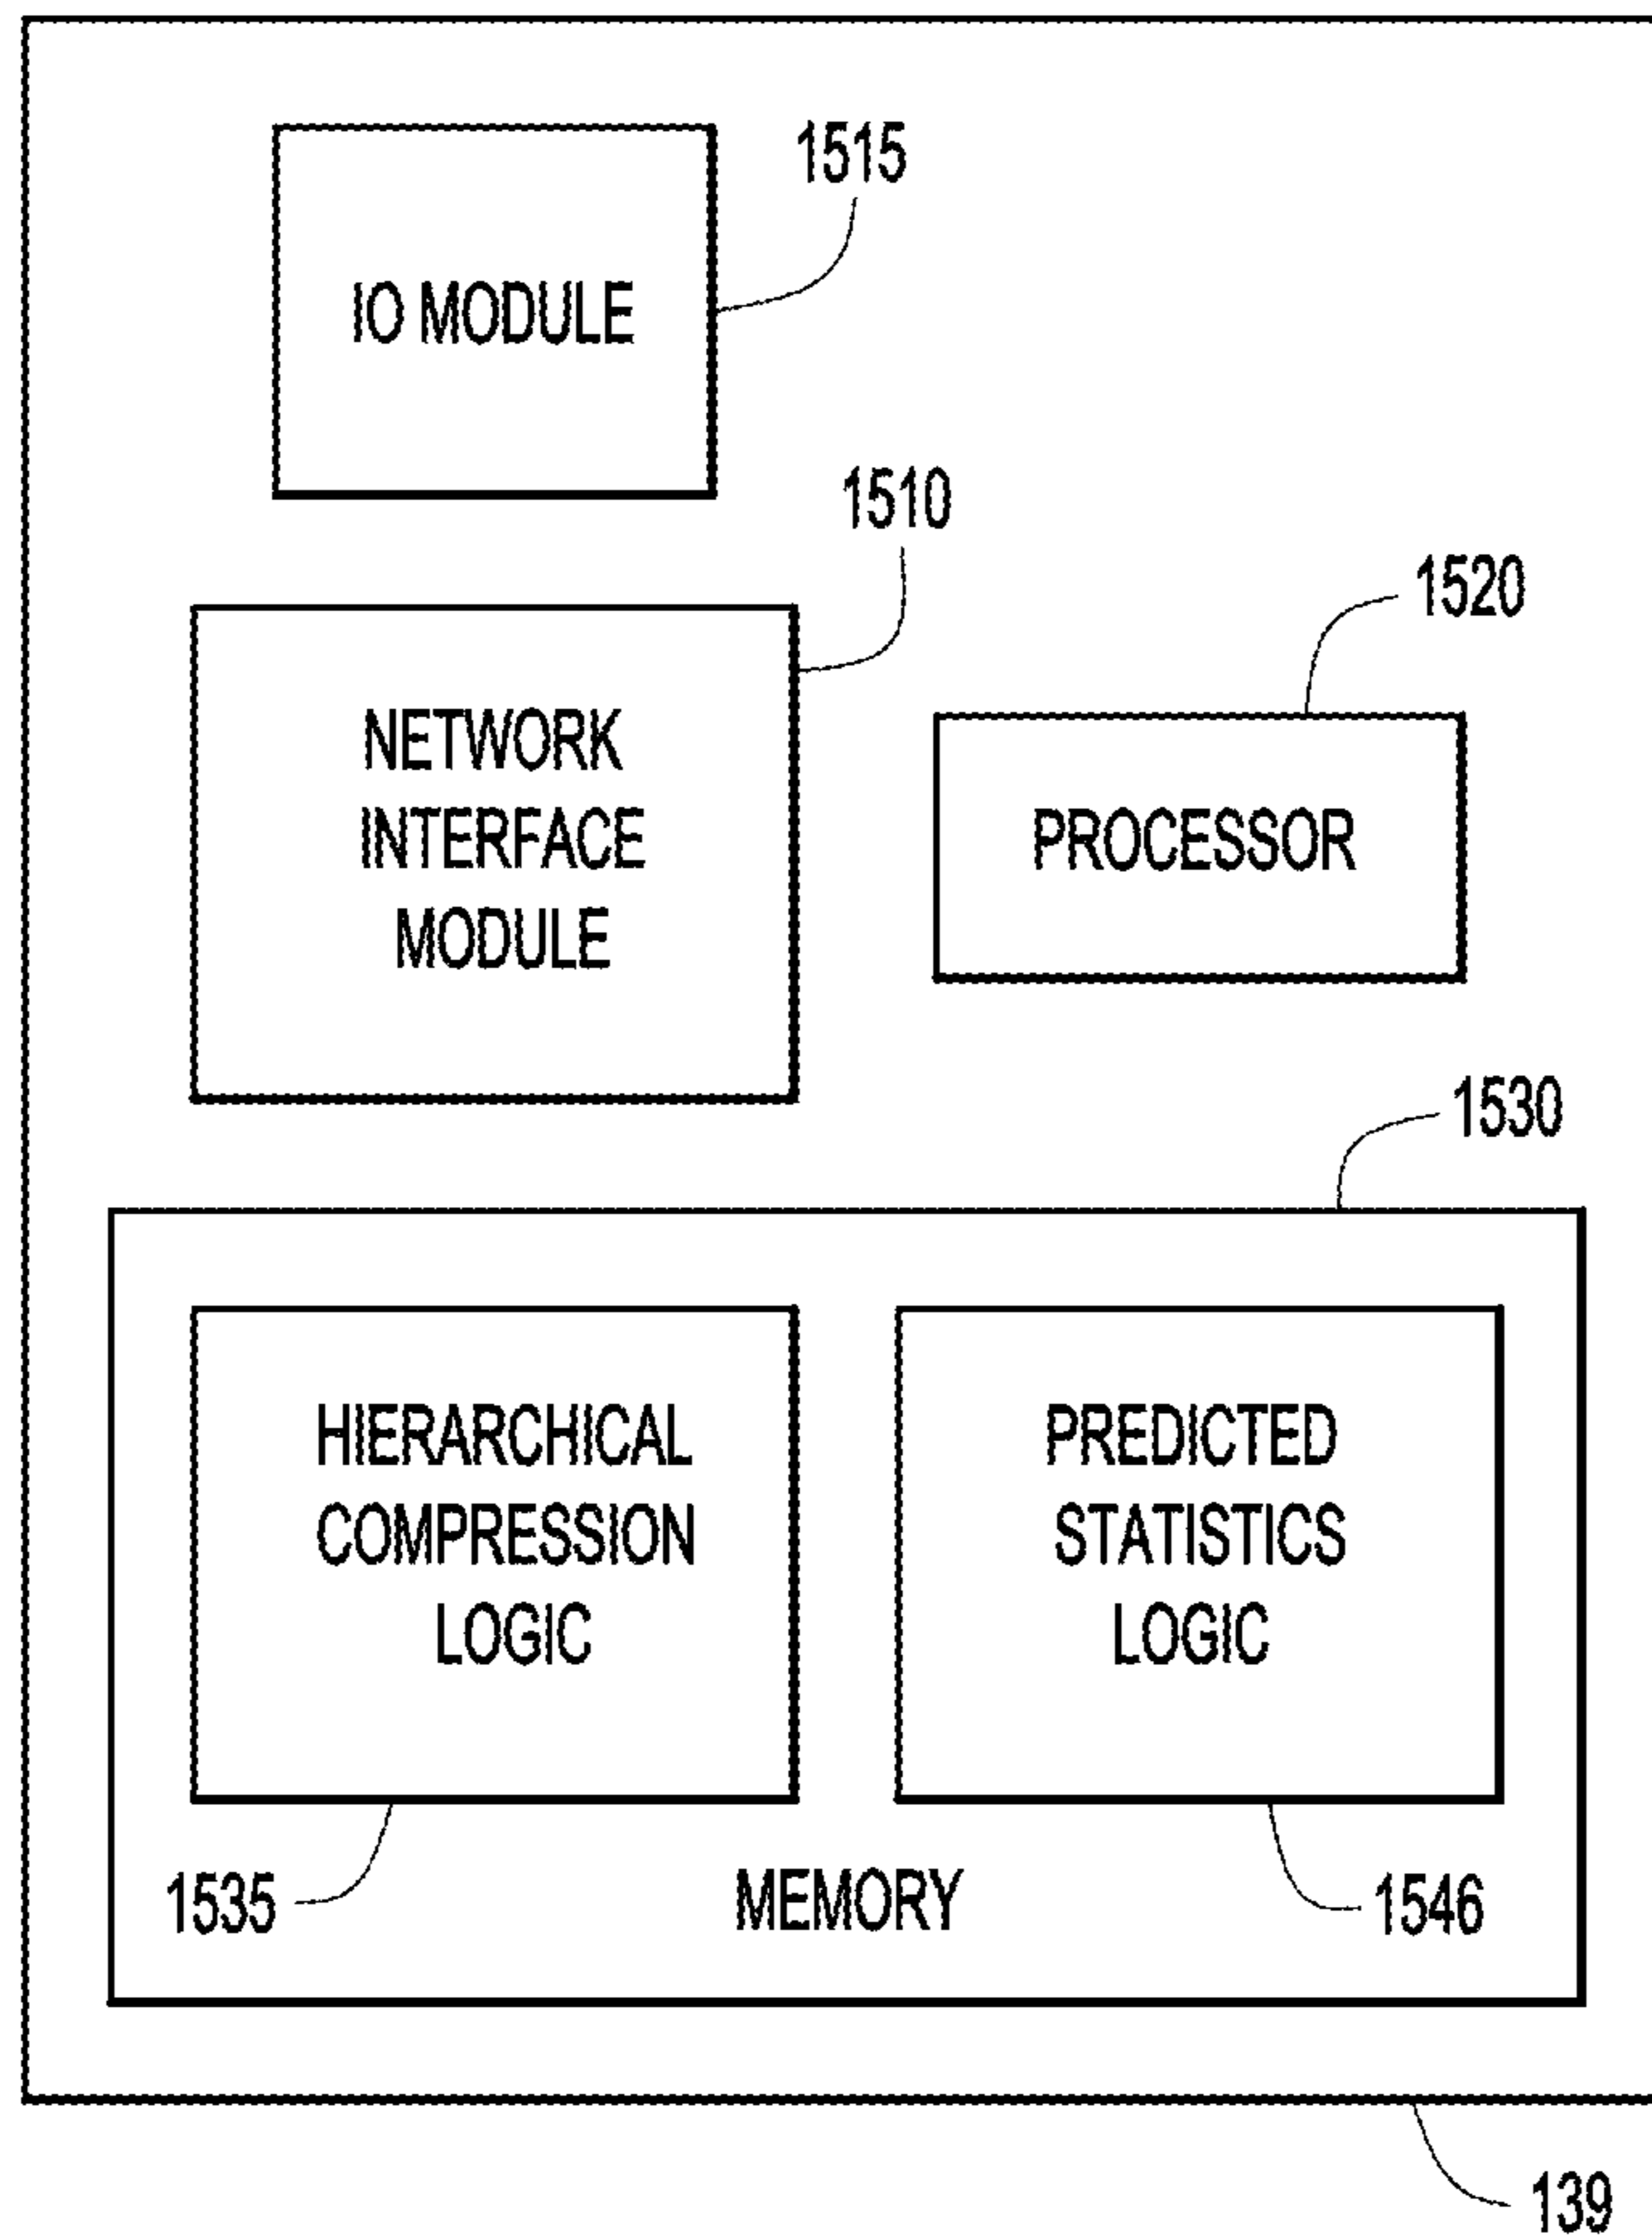 1515
IO MODULE
1510
1520
NETWORK
INTERFACE
MODULE
PROCESSOR
1530
HIERARCHICAL
COMPRESSION
LOGIC
PREDICTED
STATISTICS
LOGIC
1535
MEMORY
1546
139